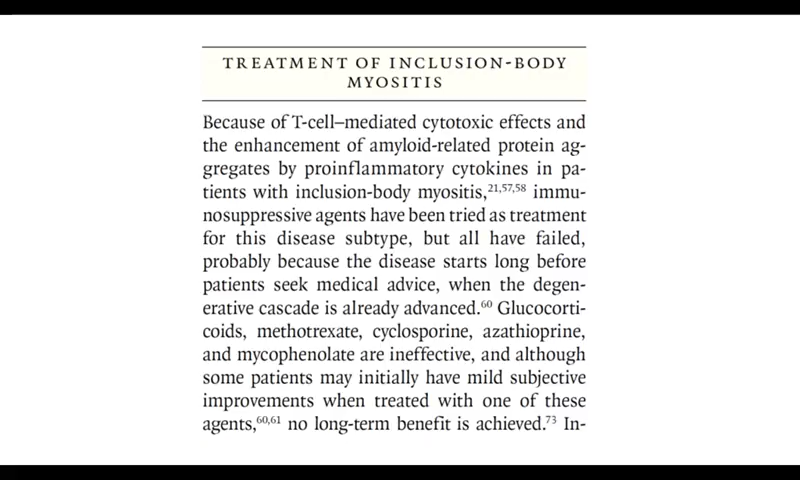 TREATMENT OF INCLUSION-BODY
MYOSITIS
Because of T-cell–mediated cytotoxic effects and
the enhancement of amyloid-related protein ag-
gregates by proinflammatory cytokines in pa-
tients with inclusion-body myositis,21,57,58 immu-
nosuppressive agents have been tried as treatment
for this disease subtype, but all have failed,
probably because the disease starts long before
patients seek medical advice, when the degen-
erative cascade is already advanced.60 Glucocorti-
coids, methotrexate, cyclosporine, azathioprine,
and mycophenolate are ineffective, and although
some patients may initially have mild subjective
improvements when treated with one of these
agents,60,61 no long-term benefit is achieved.73 In-